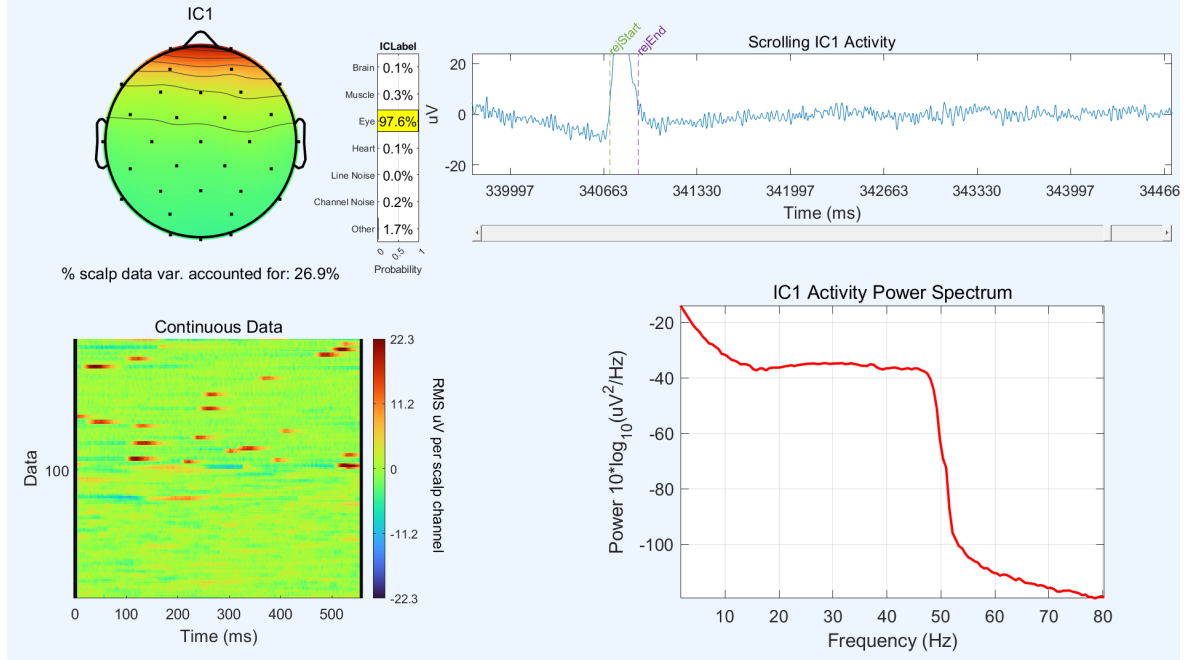 IC1
ICLabel
Brain 0.1%
Muscle 0.3%
Eye 97.6%
Heart 0.1%
Line Noise 0.0%
Channel Noise 0.2%
Other 1.7%
0 0.5 1
Probability
% scalp data var. accounted for: 26.9%
rejStart
rejEnd
Scrolling IC1 Activity
uV
20
0
-20
339997 340663 341330 341997 342663 343330 343997 34466
Time (ms)
Continuous Data
Data
100
0 100 200 300 400 500
Time (ms)
22.3
11.2
0
-11.2
-22.3
RMS uV per scalp channel
IC1 Activity Power Spectrum
Power 10*log10(uV2/Hz)
-20
-40
-60
-80
-100
10 20 30 40 50 60 70 80
Frequency (Hz)